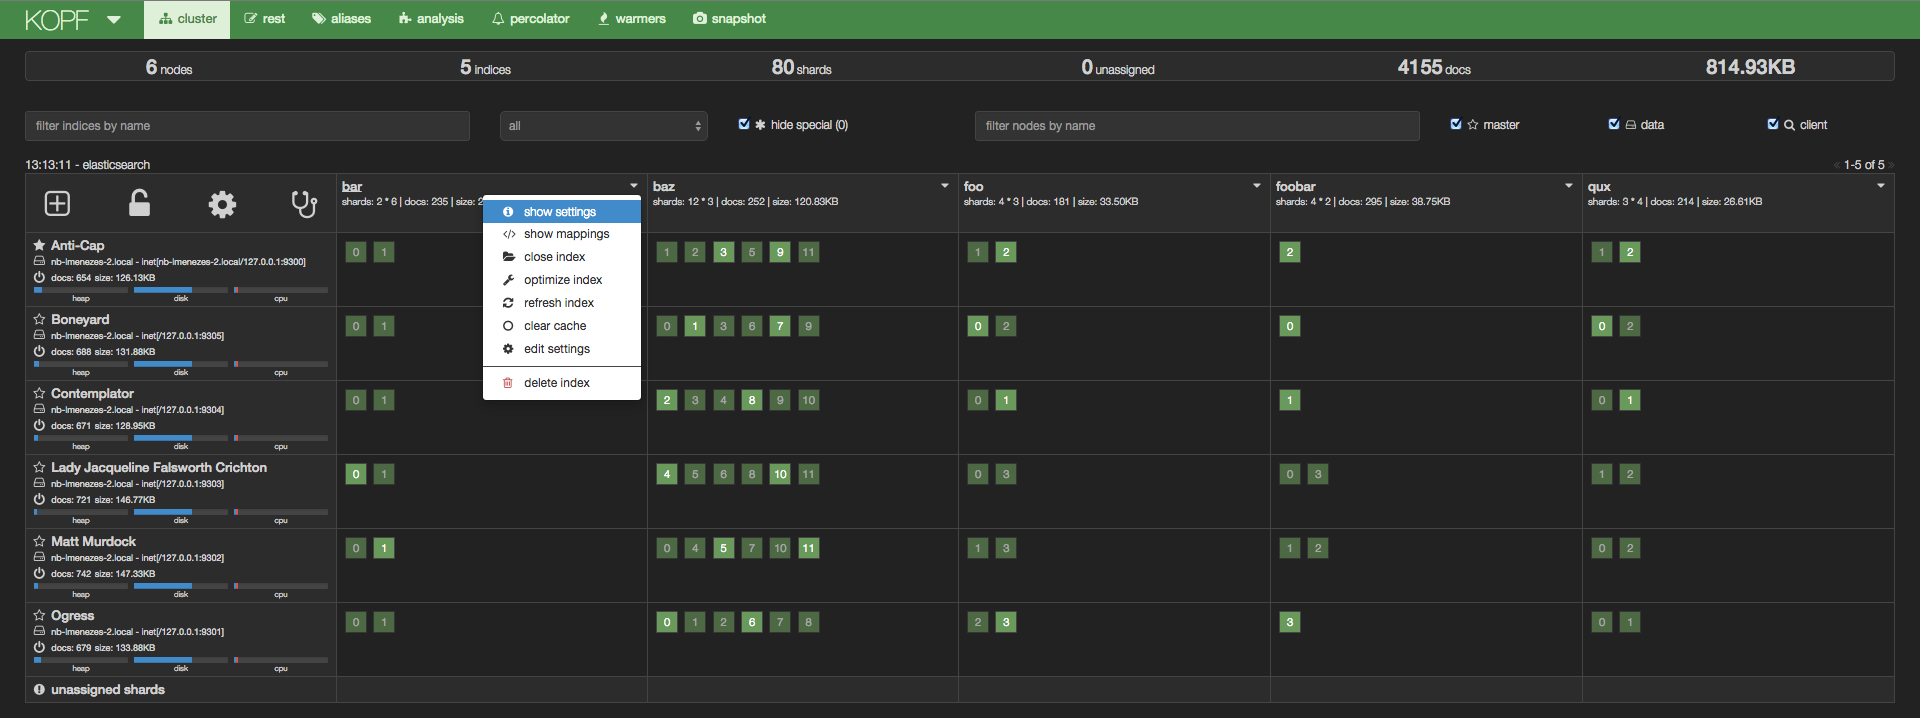 KOPF cluster rest aliases analysis percolator warmers snapshot
6 nodes 5 indices 80 shards 0 unassigned 4155 docs 814.93KB
filter indices by name all hide special (0) filter nodes by name master data client
13:13:11 - elasticsearch « 1-5 of 5 »
bar baz foo foobar qux
shards: 2 * 6 | docs: 235 | size: 2 shards: 12 * 3 | docs: 252 | size: 120.83KB shards: 4 * 3 | docs: 181 | size: 33.50KB shards: 4 * 2 | docs: 295 | size: 38.75KB shards: 3 * 4 | docs: 214 | size: 26.61KB
show settings
show mappings
close index
optimize index
refresh index
clear cache
edit settings
delete index
Anti-Cap
0 1 1 2 3 5 9 11 1 2 2 1 2
nb-lmenezes-2.local - inet[nb-lmenezes-2.local/127.0.0.1:9300]
docs: 654 size: 126.13KB
heap disk cpu
Boneyard
0 1 0 1 3 6 7 9 0 2 0 0 2
nb-lmenezes-2.local - inet[/127.0.0.1:9305]
docs: 688 size: 131.88KB
heap disk cpu
Contemplator
0 1 2 3 4 8 9 10 0 1 1 0 1
nb-lmenezes-2.local - inet[/127.0.0.1:9304]
docs: 671 size: 128.95KB
heap disk cpu
Lady Jacqueline Falsworth Crichton
0 1 4 5 6 8 10 11 0 3 0 3 1 2
nb-lmenezes-2.local - inet[/127.0.0.1:9303]
docs: 721 size: 146.77KB
heap disk cpu
Matt Murdock
0 1 0 4 5 7 10 11 1 3 1 2 0 2
nb-lmenezes-2.local - inet[/127.0.0.1:9302]
docs: 742 size: 147.33KB
heap disk cpu
Ogress
0 1 0 1 2 6 7 8 2 3 3 0 1
nb-lmenezes-2.local - inet[/127.0.0.1:9301]
docs: 679 size: 133.88KB
heap disk cpu
unassigned shards